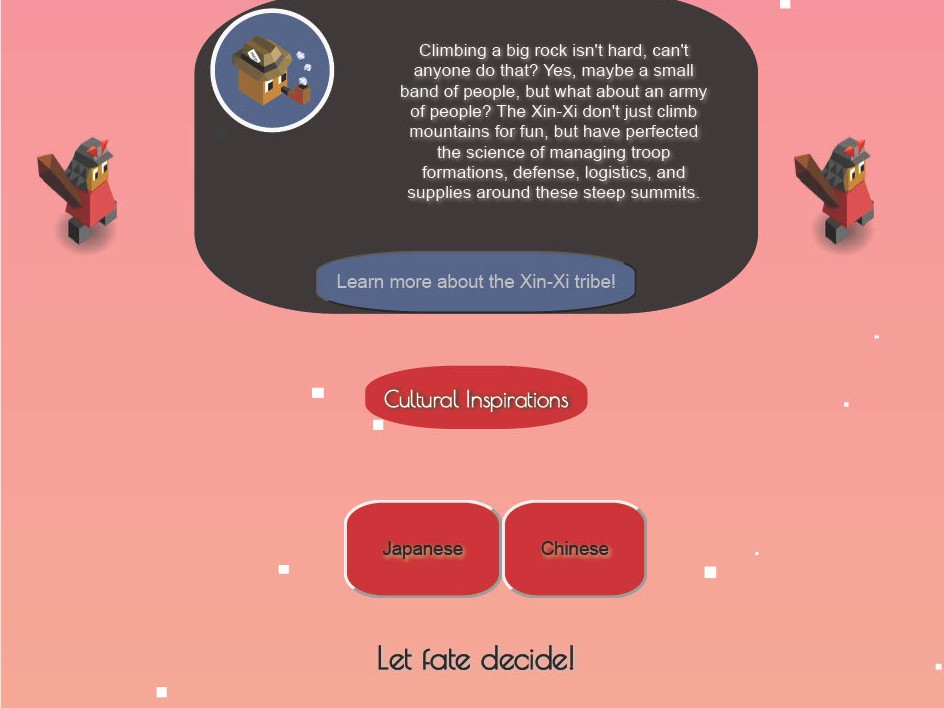 Climbing a big rock isn't hard, can't
anyone do that? Yes, maybe a small
band of people, but what about an army
of people? The Xin-Xi don't just climb
mountains for fun, but have perfected
the science of managing troop
formations, defense, logistics, and
supplies around these steep summits.
Learn more about the Xin-Xi tribe!
Cultural Inspirations
Japanese
Chinese
Let fate decide!